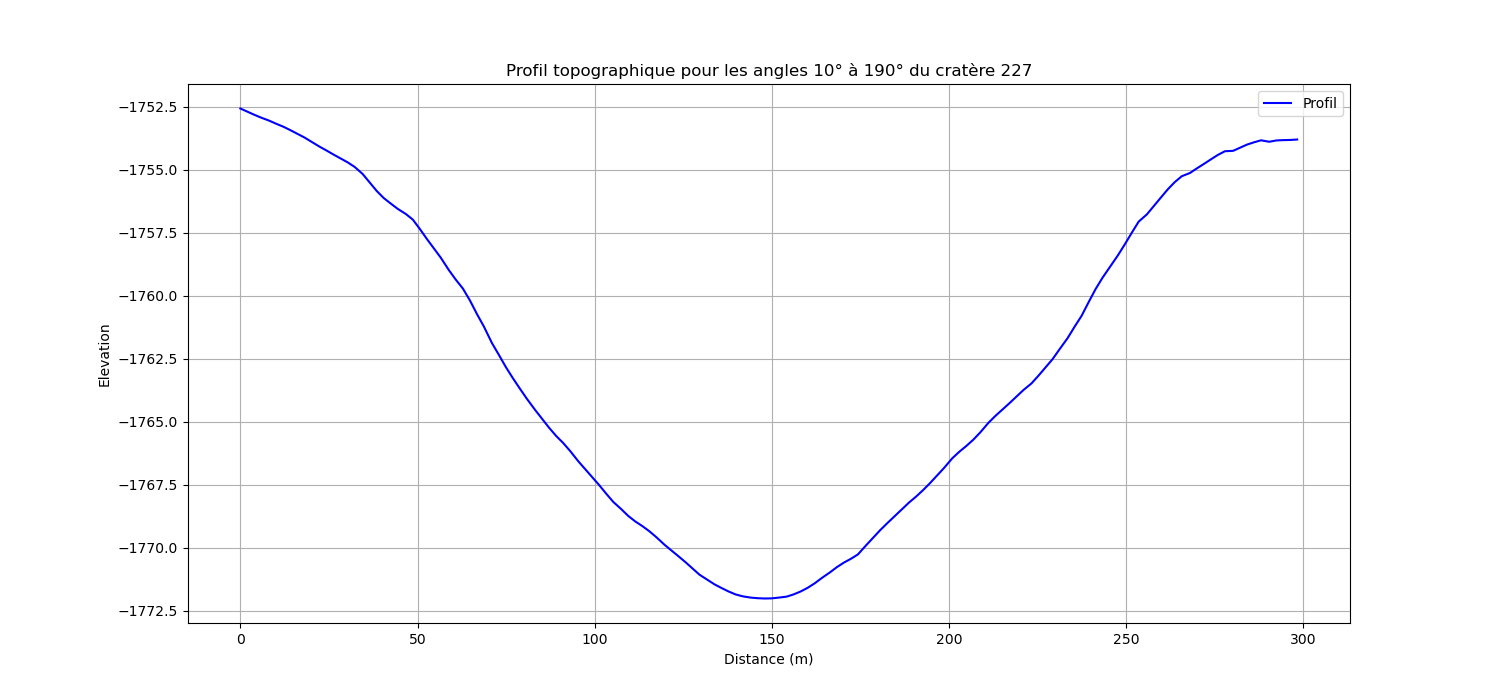 Profil topographique pour les angles 10° à 190° du cratère 227
Profil
Elevation
−1752.5
−1755.0
−1757.5
−1760.0
−1762.5
−1765.0
−1767.5
−1770.0
−1772.5
0 50 100 150 200 250 300
Distance (m)